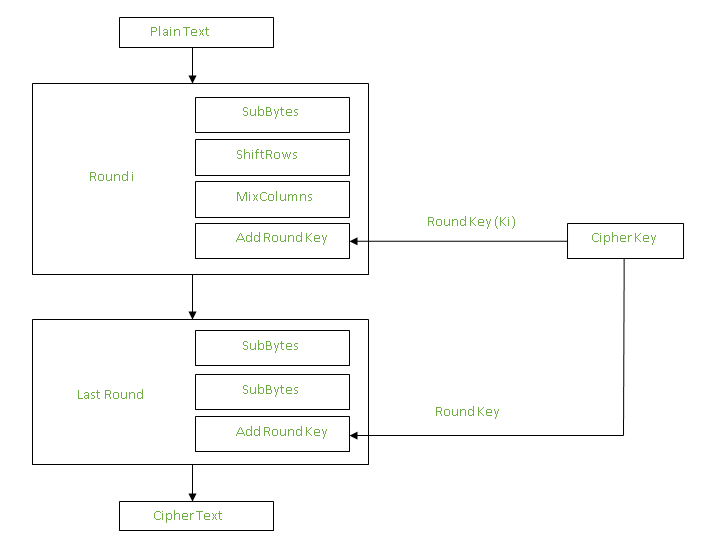 Plain Text
SubBytes
ShiftRows
Round i
MixColumns
Add Round Key
Round Key (Ki)
Cipher Key
SubBytes
SubBytes
Last Round
Add Round Key
Round Key
Cipher Text